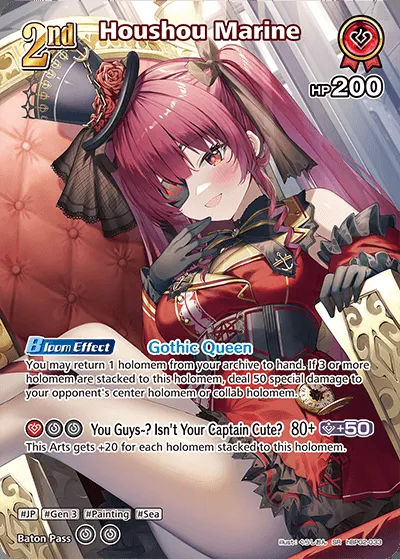 2nd
Houshou Marine
HP200
Bloom Effect
Gothic Queen
You may return 1 holomem from your archive to hand. If 3 or more
holomem are stacked to this holomem, deal 50 special damage to
your opponent's center holomem or collab holomem.
You Guys~? Isn't Your Captain Cute? 80+ +50
This Arts gets +20 for each holomem stacked to this holomem.
#JP #Gen 3 #Painting #Sea
Baton Pass
SR hBP02-033